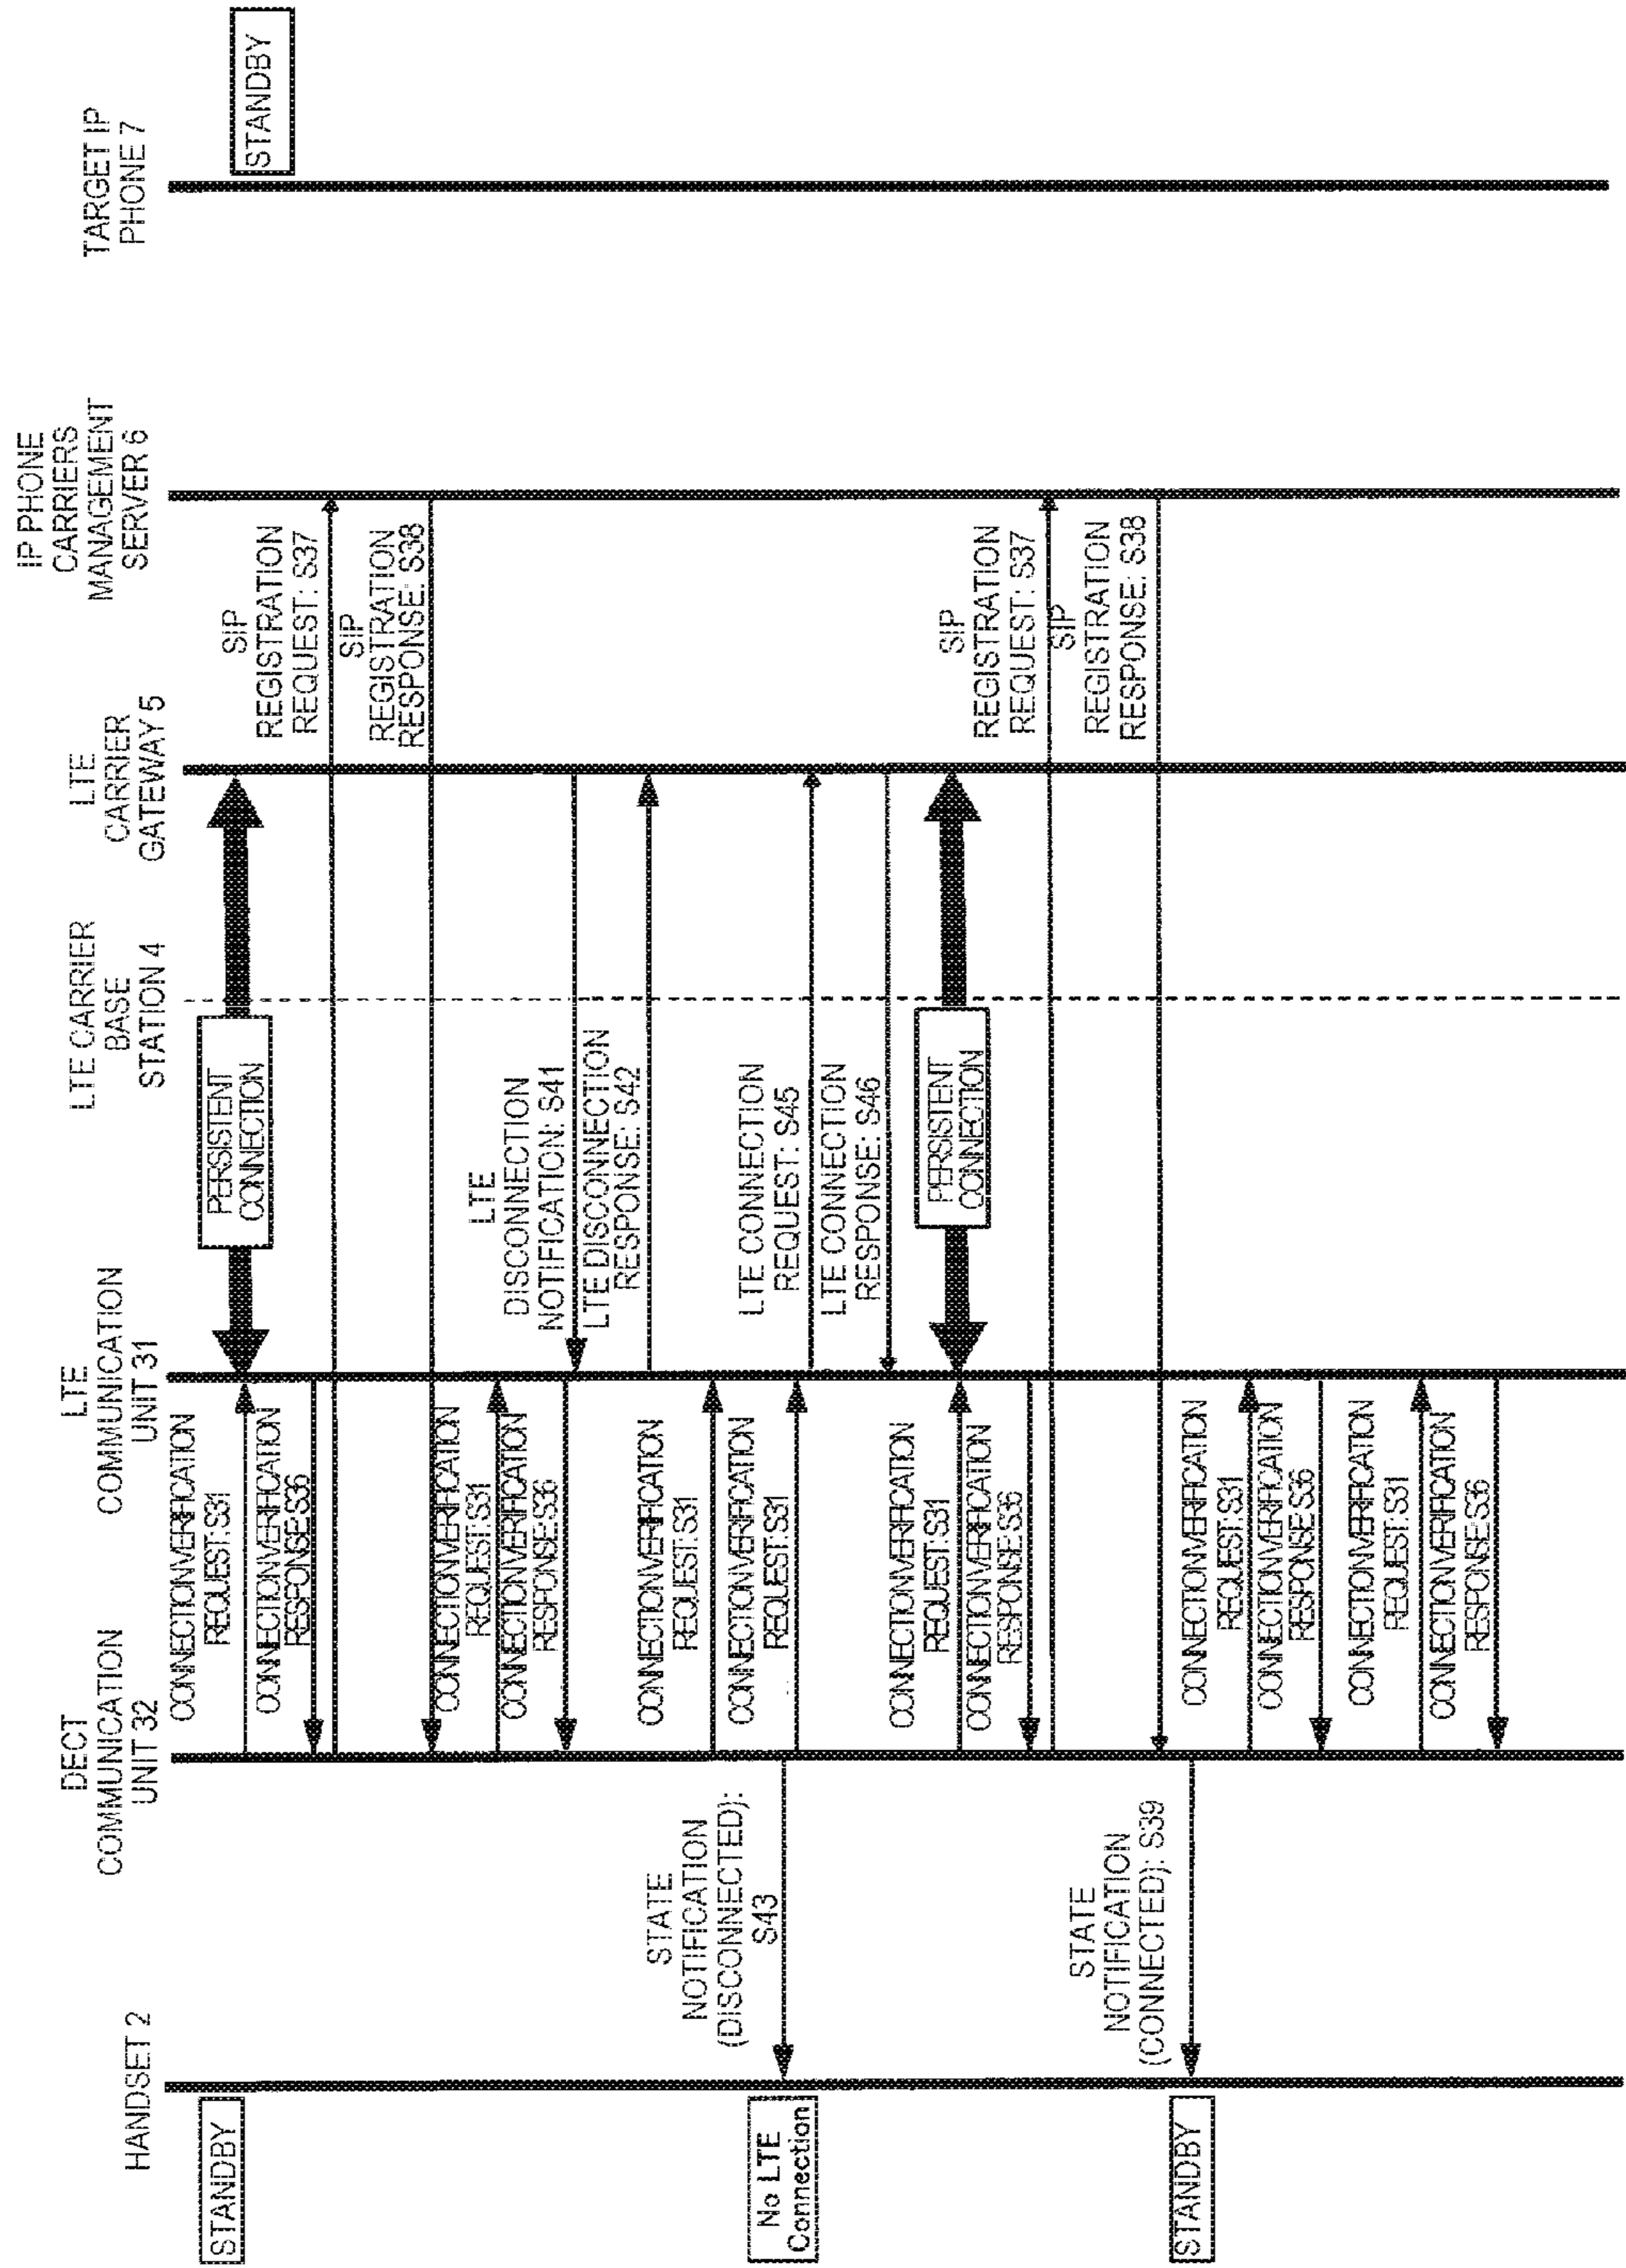 HANDSET 2
DECT
COMMUNICATION
UNIT 32
LTE
COMMUNICATION
UNIT 31
LTE CARRIER
BASE
STATION 4
LTE
CARRIER
GATEWAY 5
IP PHONE
CARRIERS
MANAGEMENT
SERVER 6
TARGET IP
PHONE 7
STANDBY
CONNECTION VERIFICATION
REQUEST: S31
PERSISTENT
CONNECTION
STANDBY
CONNECTION VERIFICATION
RESPONSE: S36
SIP
REGISTRATION
REQUEST: S37
SIP
REGISTRATION
RESPONSE: S38
CONNECTION VERIFICATION
REQUEST: S31
CONNECTION VERIFICATION
RESPONSE: S36
LTE
DISCONNECTION
NOTIFICATION: S41
LTE DISCONNECTION
RESPONSE: S42
CONNECTION VERIFICATION
REQUEST: S31
STATE
NOTIFICATION
(DISCONNECTED):
S43
No LTE
Connection
CONNECTION VERIFICATION
REQUEST: S31
LTE CONNECTION
REQUEST: S45
LTE CONNECTION
RESPONSE: S46
CONNECTION VERIFICATION
REQUEST: S31
PERSISTENT
CONNECTION
CONNECTION VERIFICATION
RESPONSE: S36
SIP
REGISTRATION
REQUEST: S37
SIP
REGISTRATION
RESPONSE: S38
STATE
NOTIFICATION
(CONNECTED): S39
STANDBY
CONNECTION VERIFICATION
REQUEST: S31
CONNECTION VERIFICATION
RESPONSE: S36
CONNECTION VERIFICATION
REQUEST: S31
CONNECTION VERIFICATION
RESPONSE: S36